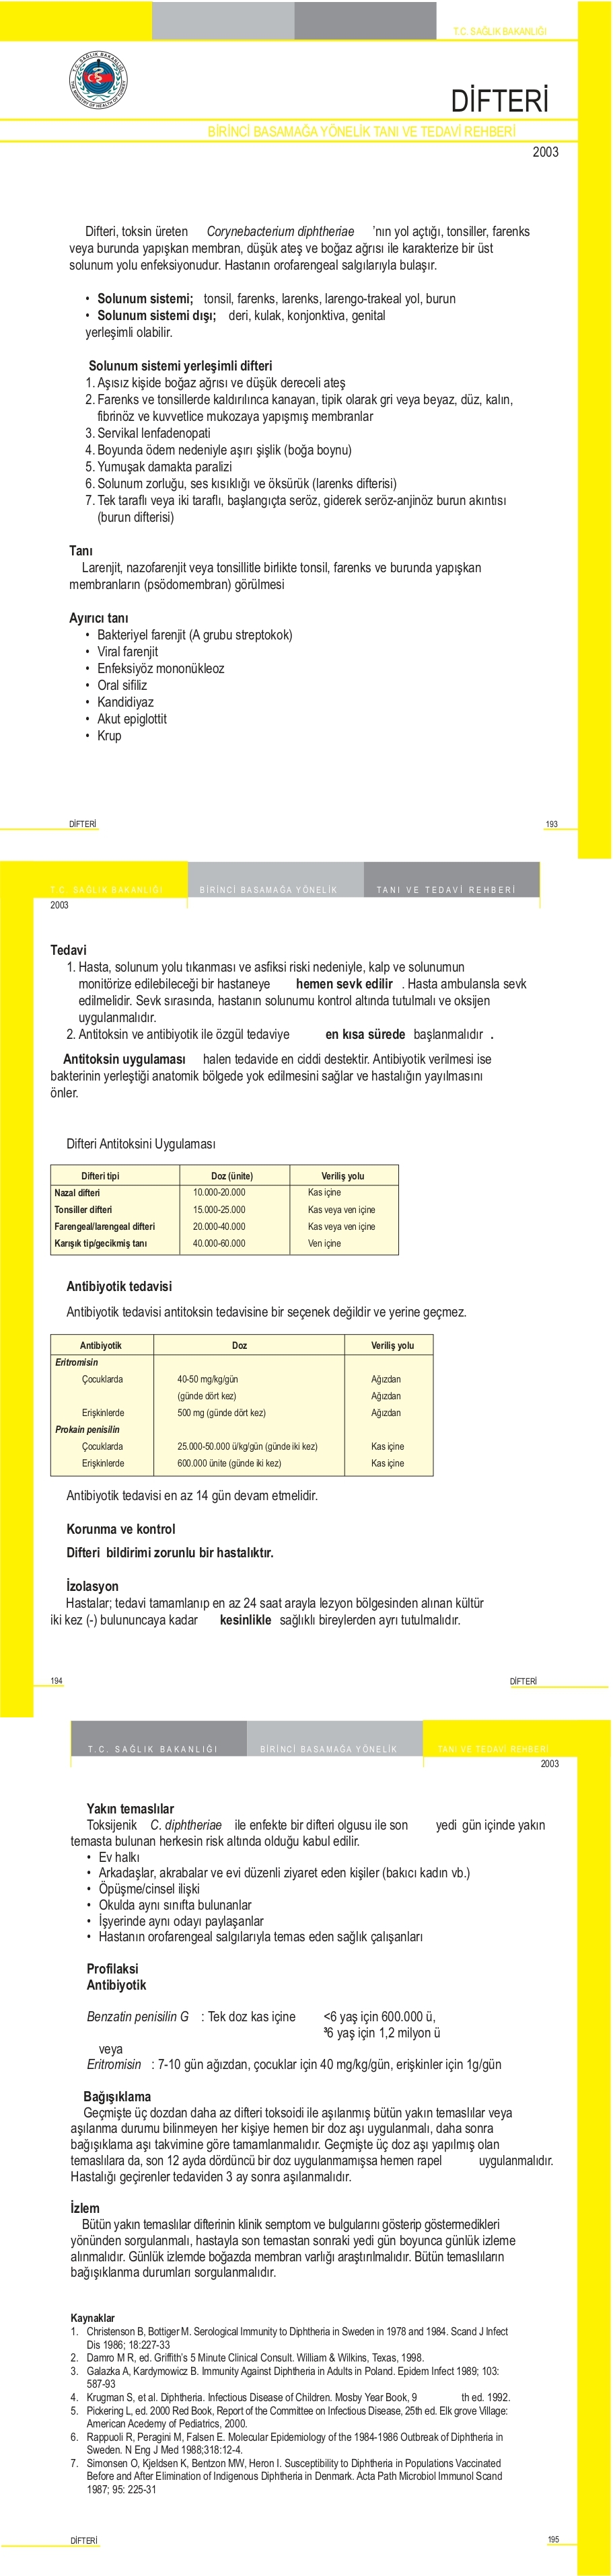 T.C. SAĞLIK BAKANLIĞI
T.C. SAĞLIK BAKANLIĞI
THE MINISTRY OF HEALTH OF TURKEY
DİFTERİ
BİRİNCİ BASAMAĞA YÖNELİK TANI VE TEDAVİ REHBERİ
2003
Difteri, toksin üreten Corynebacterium diphtheriae 'nın yol açtığı, tonsiller, farenks
veya burunda yapışkan membran, düşük ateş ve boğaz ağrısı ile karakterize bir üst
solunum yolu enfeksiyonudur. Hastanın orofarengeal salgılarıyla bulaşır.
• Solunum sistemi; tonsil, farenks, larenks, larengo-trakeal yol, burun
• Solunum sistemi dışı; deri, kulak, konjonktiva, genital
yerleşimli olabilir.
Solunum sistemi yerleşimli difteri
1. Aşısız kişide boğaz ağrısı ve düşük dereceli ateş
2. Farenks ve tonsillerde kaldırılınca kanayan, tipik olarak gri veya beyaz, düz, kalın,
fibrinöz ve kuvvetlice mukozaya yapışmış membranlar
3. Servikal lenfadenopati
4. Boyunda ödem nedeniyle aşırı şişlik (boğa boynu)
5. Yumuşak damakta paralizi
6. Solunum zorluğu, ses kısıklığı ve öksürük (larenks difterisi)
7. Tek taraflı veya iki taraflı, başlangıçta seröz, giderek seröz-anjinöz burun akıntısı
(burun difterisi)
Tanı
Larenjit, nazofarenjit veya tonsillitle birlikte tonsil, farenks ve burunda yapışkan
membranların (psödomembran) görülmesi
Ayırıcı tanı
• Bakteriyel farenjit (A grubu streptokok)
• Viral farenjit
• Enfeksiyöz mononükleoz
• Oral sifiliz
• Kandidiyaz
• Akut epiglottit
• Krup
DİFTERİ 193
T.C. SAĞLIK BAKANLIĞI BİRİNCİ BASAMAĞA YÖNELİK TANI VE TEDAVİ REHBERİ
2003
Tedavi
1. Hasta, solunum yolu tıkanması ve asfiksi riski nedeniyle, kalp ve solunumun
monitörize edilebileceği bir hastaneye hemen sevk edilir . Hasta ambulansla sevk
edilmelidir. Sevk sırasında, hastanın solunumu kontrol altında tutulmalı ve oksijen
uygulanmalıdır.
2. Antitoksin ve antibiyotik ile özgül tedaviye en kısa sürede başlanmalıdır .
Antitoksin uygulaması halen tedavide en ciddi destektir. Antibiyotik verilmesi ise
bakterinin yerleştiği anatomik bölgede yok edilmesini sağlar ve hastalığın yayılmasını
önler.
Difteri Antitoksini Uygulaması
Difteri tipi Doz (ünite) Veriliş yolu
Nazal difteri 10.000-20.000 Kas içine
Tonsiller difteri 15.000-25.000 Kas veya ven içine
Farengeal/larengeal difteri 20.000-40.000 Kas veya ven içine
Karışık tip/gecikmiş tanı 40.000-60.000 Ven içine
Antibiyotik tedavisi
Antibiyotik tedavisi antitoksin tedavisine bir seçenek değildir ve yerine geçmez.
Antibiyotik Doz Veriliş yolu
Eritromisin
Çocuklarda 40-50 mg/kg/gün Ağızdan
(günde dört kez) Ağızdan
Erişkinlerde 500 mg (günde dört kez) Ağızdan
Prokain penisilin
Çocuklarda 25.000-50.000 ü/kg/gün (günde iki kez) Kas içine
Erişkinlerde 600.000 ünite (günde iki kez) Kas içine
Antibiyotik tedavisi en az 14 gün devam etmelidir.
Korunma ve kontrol
Difteri bildirimi zorunlu bir hastalıktır.
İzolasyon
Hastalar; tedavi tamamlanıp en az 24 saat arayla lezyon bölgesinden alınan kültür
iki kez (-) bulununcaya kadar kesinlikle sağlıklı bireylerden ayrı tutulmalıdır.
194 DİFTERİ
T.C. SAĞLIK BAKANLIĞI BİRİNCİ BASAMAĞA YÖNELİK TANI VE TEDAVİ REHBERİ
2003
Yakın temaslılar
Toksijenik C. diphtheriae ile enfekte bir difteri olgusu ile son yedi gün içinde yakın
temasta bulunan herkesin risk altında olduğu kabul edilir.
• Ev halkı
• Arkadaşlar, akrabalar ve evi düzenli ziyaret eden kişiler (bakıcı kadın vb.)
• Öpüşme/cinsel ilişki
• Okulda aynı sınıfta bulunanlar
• İşyerinde aynı odayı paylaşanlar
• Hastanın orofarengeal salgılarıyla temas eden sağlık çalışanları
Profilaksi
Antibiyotik
Benzatin penisilin G : Tek doz kas içine <6 yaş için 600.000 ü,
³6 yaş için 1,2 milyon ü
veya
Eritromisin : 7-10 gün ağızdan, çocuklar için 40 mg/kg/gün, erişkinler için 1g/gün
Bağışıklama
Geçmişte üç dozdan daha az difteri toksoidi ile aşılanmış bütün yakın temaslılar veya
aşılanma durumu bilinmeyen her kişiye hemen bir doz aşı uygulanmalı, daha sonra
bağışıklama aşı takvimine göre tamamlanmalıdır. Geçmişte üç doz aşı yapılmış olan
temaslılara da, son 12 ayda dördüncü bir doz uygulanmamışsa hemen rapel uygulanmalıdır.
Hastalığı geçirenler tedaviden 3 ay sonra aşılanmalıdır.
İzlem
Bütün yakın temaslılar difterinin klinik semptom ve bulgularını gösterip göstermedikleri
yönünden sorgulanmalı, hastayla son temastan sonraki yedi gün boyunca günlük izleme
alınmalıdır. Günlük izlemde boğazda membran varlığı araştırılmalıdır. Bütün temaslıların
bağışıklama durumları sorgulanmalıdır.
Kaynaklar
1. Christenson B, Bottiger M. Serological Immunity to Diphtheria in Sweden in 1978 and 1984. Scand J Infect
Dis 1986; 18:227-33
2. Damro M R, ed. Griffith's 5 Minute Clinical Consult. William & Wilkins, Texas, 1998.
3. Galazka A, Kardymowicz B. Immunity Against Diphtheria in Adults in Poland. Epidem Infect 1989; 103:
587-93
4. Krugman S, et al. Diphtheria. Infectious Disease of Children. Mosby Year Book, 9 th ed. 1992.
5. Pickering L, ed. 2000 Red Book, Report of the Committee on Infectious Disease, 25th ed. Elk grove Village:
American Acedemy of Pediatrics, 2000.
6. Rappuoli R, Peragini M, Falsen E. Molecular Epidemiology of the 1984-1986 Outbreak of Diphtheria in
Sweden. N Eng J Med 1988;318:12-4.
7. Simonsen O, Kjeldsen K, Bentzon MW, Heron I. Susceptibility to Diphtheria in Populations Vaccinated
Before and After Elimination of Indigenous Diphtheria in Denmark. Acta Path Microbiol Immunol Scand
1987; 95: 225-31
DİFTERİ 195